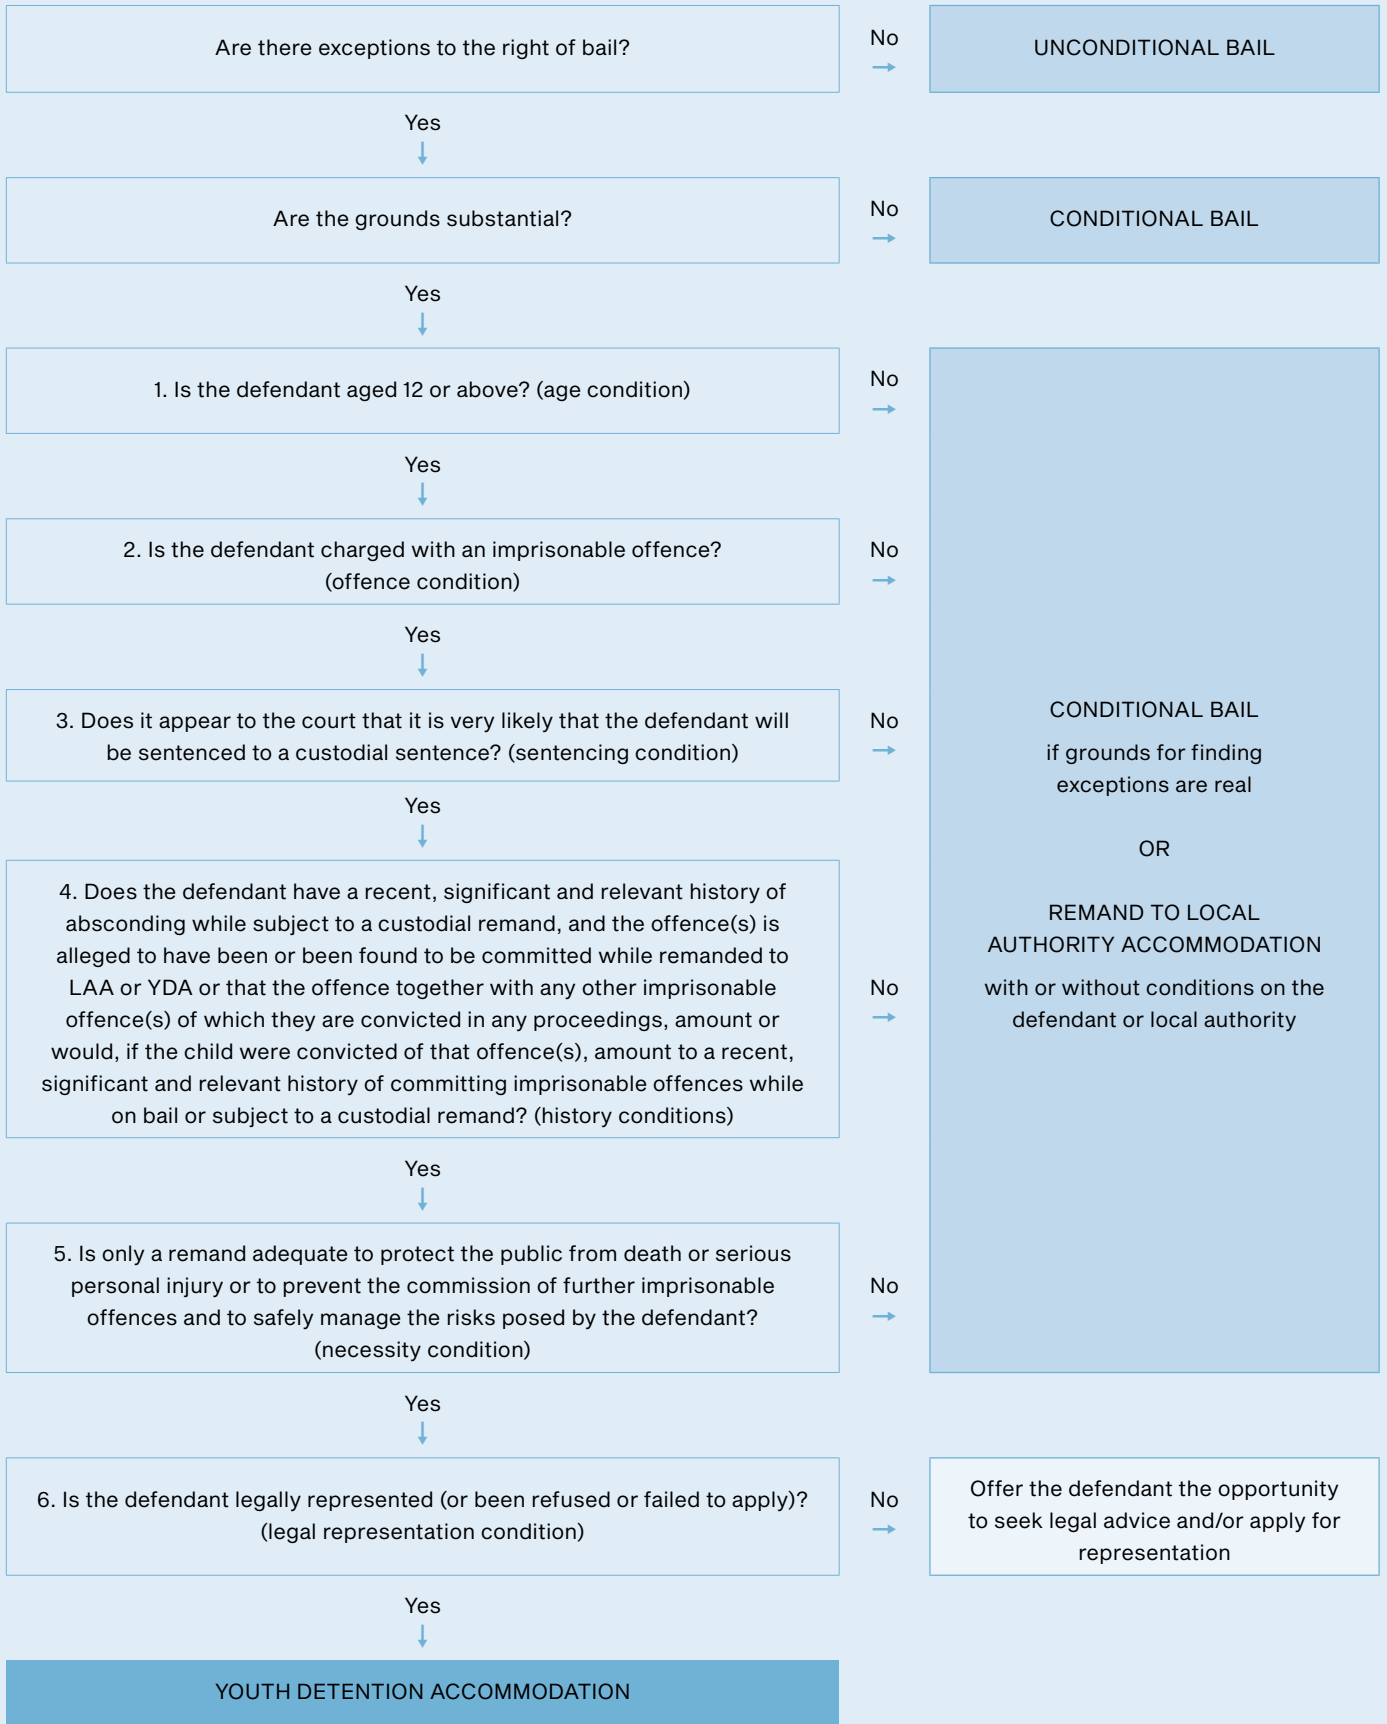 Are there exceptions to the right of bail?
No
→
UNCONDITIONAL BAIL
Yes
↓
Are the grounds substantial?
No
→
CONDITIONAL BAIL
Yes
↓
1. Is the defendant aged 12 or above? (age condition)
No
→
Yes
↓
2. Is the defendant charged with an imprisonable offence?
(offence condition)
No
→
Yes
↓
3. Does it appear to the court that it is very likely that the defendant will
be sentenced to a custodial sentence? (sentencing condition)
No
→
Yes
↓
4. Does the defendant have a recent, significant and relevant history of
absconding while subject to a custodial remand, and the offence(s) is
alleged to have been or been found to be committed while remanded to
LAA or YDA or that the offence together with any other imprisonable
offence(s) of which they are convicted in any proceedings, amount or
would, if the child were convicted of that offence(s), amount to a recent,
significant and relevant history of committing imprisonable offences while
on bail or subject to a custodial remand? (history conditions)
No
→
Yes
↓
5. Is only a remand adequate to protect the public from death or serious
personal injury or to prevent the commission of further imprisonable
offences and to safely manage the risks posed by the defendant?
(necessity condition)
No
→
CONDITIONAL BAIL
if grounds for finding
exceptions are real
OR
REMAND TO LOCAL
AUTHORITY ACCOMMODATION
with or without conditions on the
defendant or local authority
Yes
↓
6. Is the defendant legally represented (or been refused or failed to apply)?
(legal representation condition)
No
→
Offer the defendant the opportunity
to seek legal advice and/or apply for
representation
Yes
↓
YOUTH DETENTION ACCOMMODATION